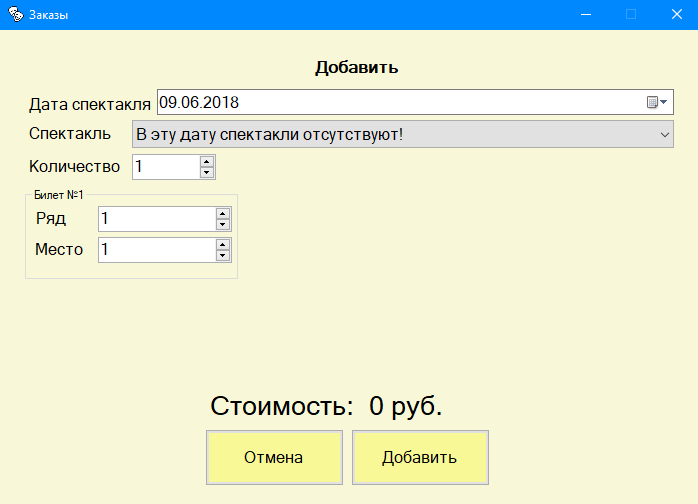 Заказы
Добавить
Дата спектакля 09.06.2018
Спектакль В эту дату спектакли отсутствуют!
Количество 1
Билет №1
Ряд 1
Место 1
Стоимость: 0 руб.
Отмена Добавить